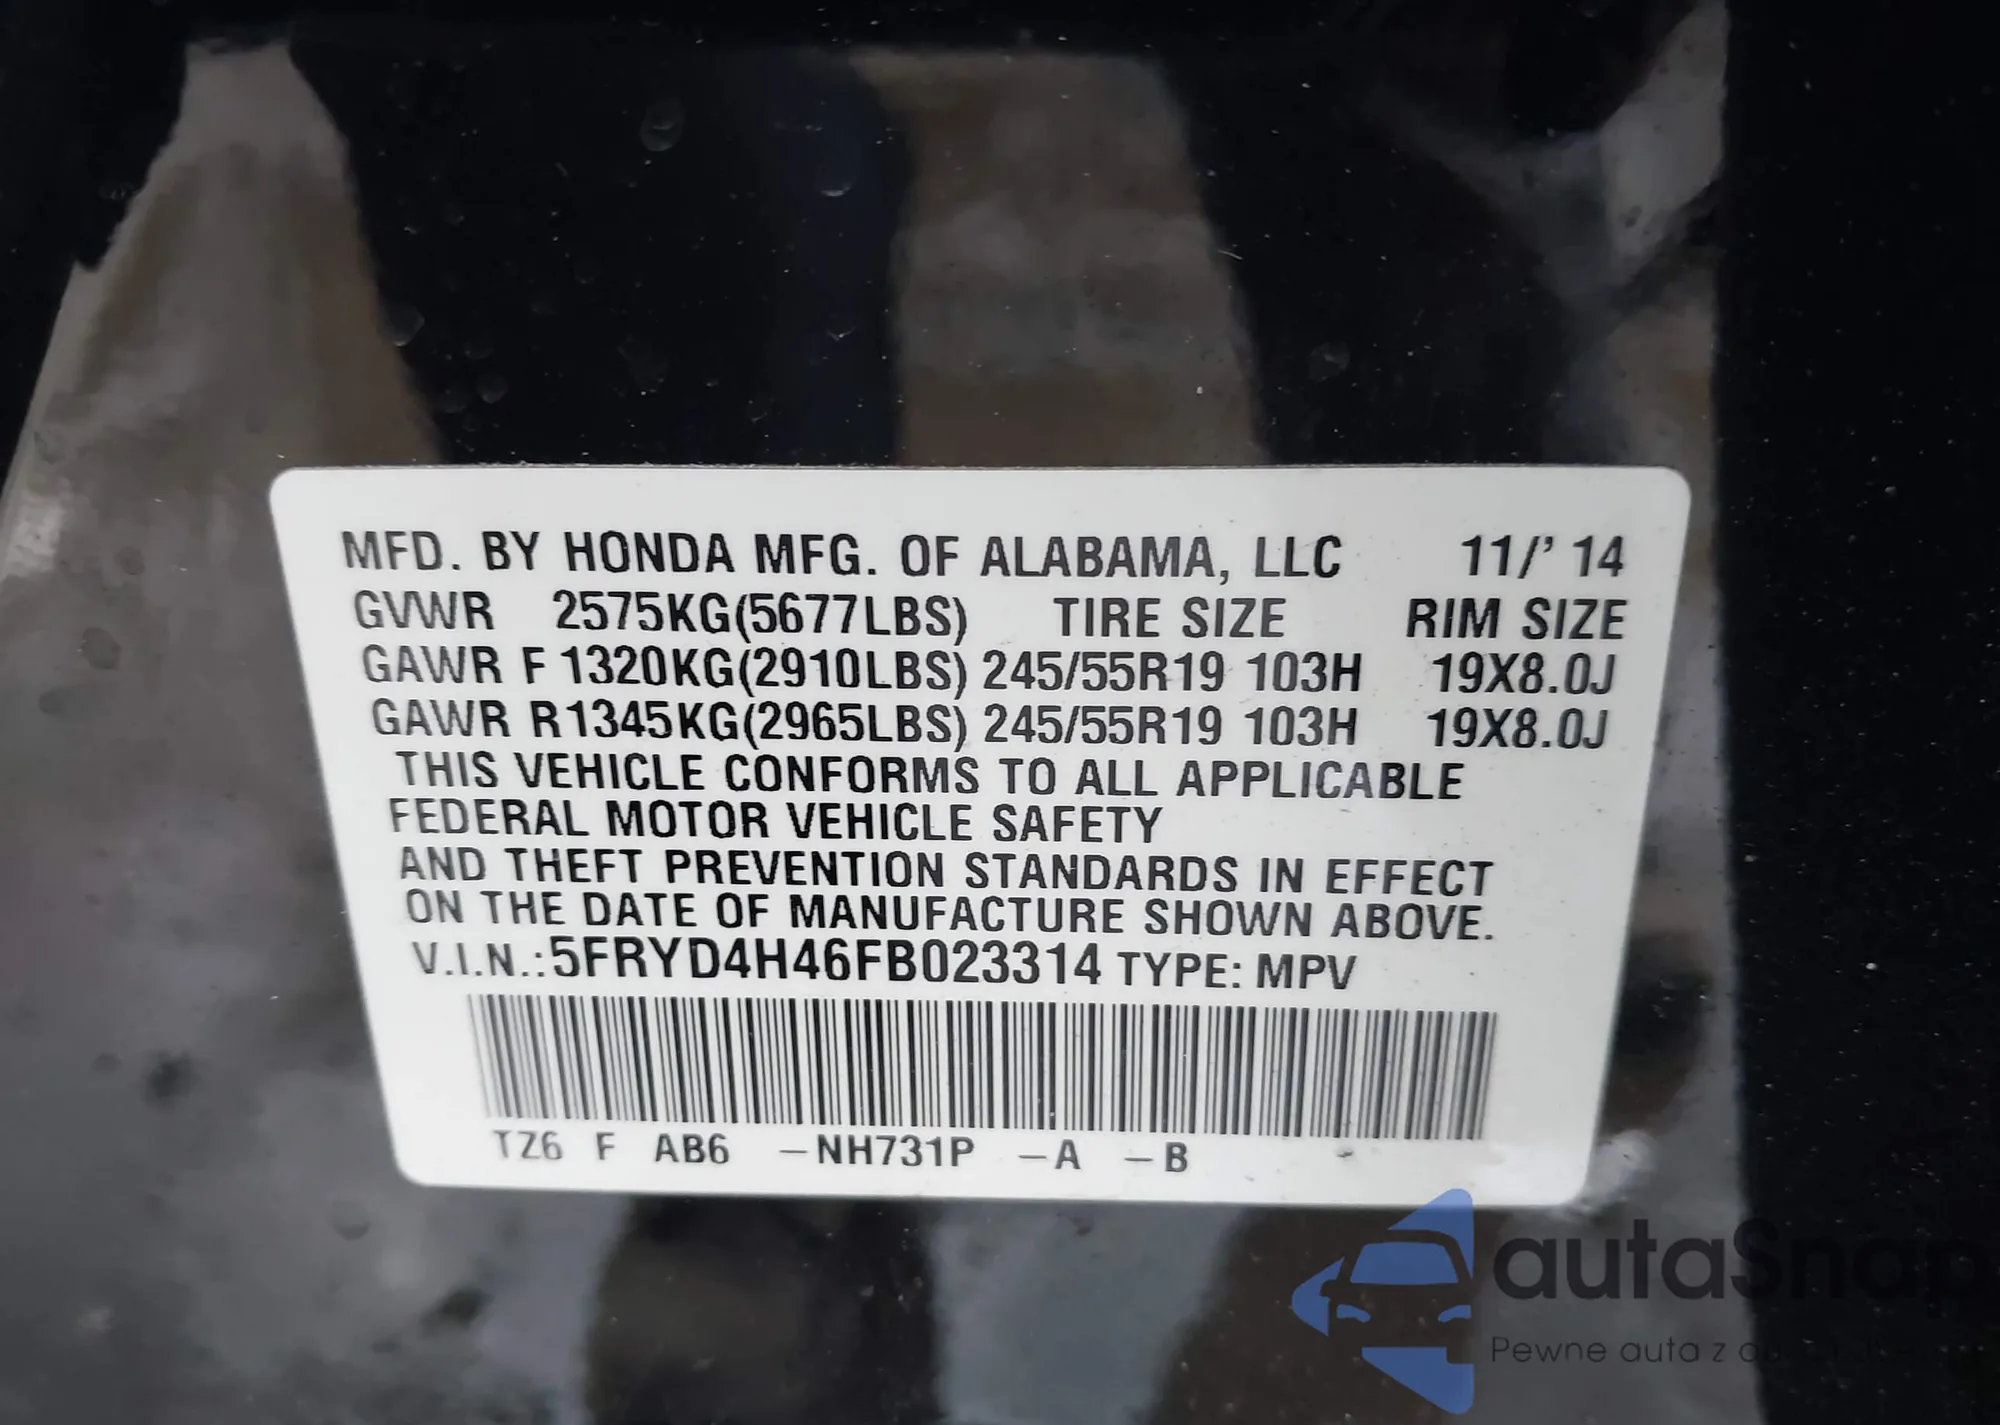 MFD. BY HONDA MFG. OF ALABAMA, LLC 11/' 14
GVWR 2575KG(5677LBS) TIRE SIZE RIM SIZE
GAWR F 1320KG(2910LBS) 245/55R19 103H 19X8.0J
GAWR R1345KG(2965LBS) 245/55R19 103H 19X8.0J
THIS VEHICLE CONFORMS TO ALL APPLICABLE
FEDERAL MOTOR VEHICLE SAFETY
AND THEFT PREVENTION STANDARDS IN EFFECT
ON THE DATE OF MANUFACTURE SHOWN ABOVE.
V.I.N.:5FRYD4H46FB023314 TYPE: MPV
TZ6 F AB6 –NH731P –A –B -
autaSnap
Pewne auta z